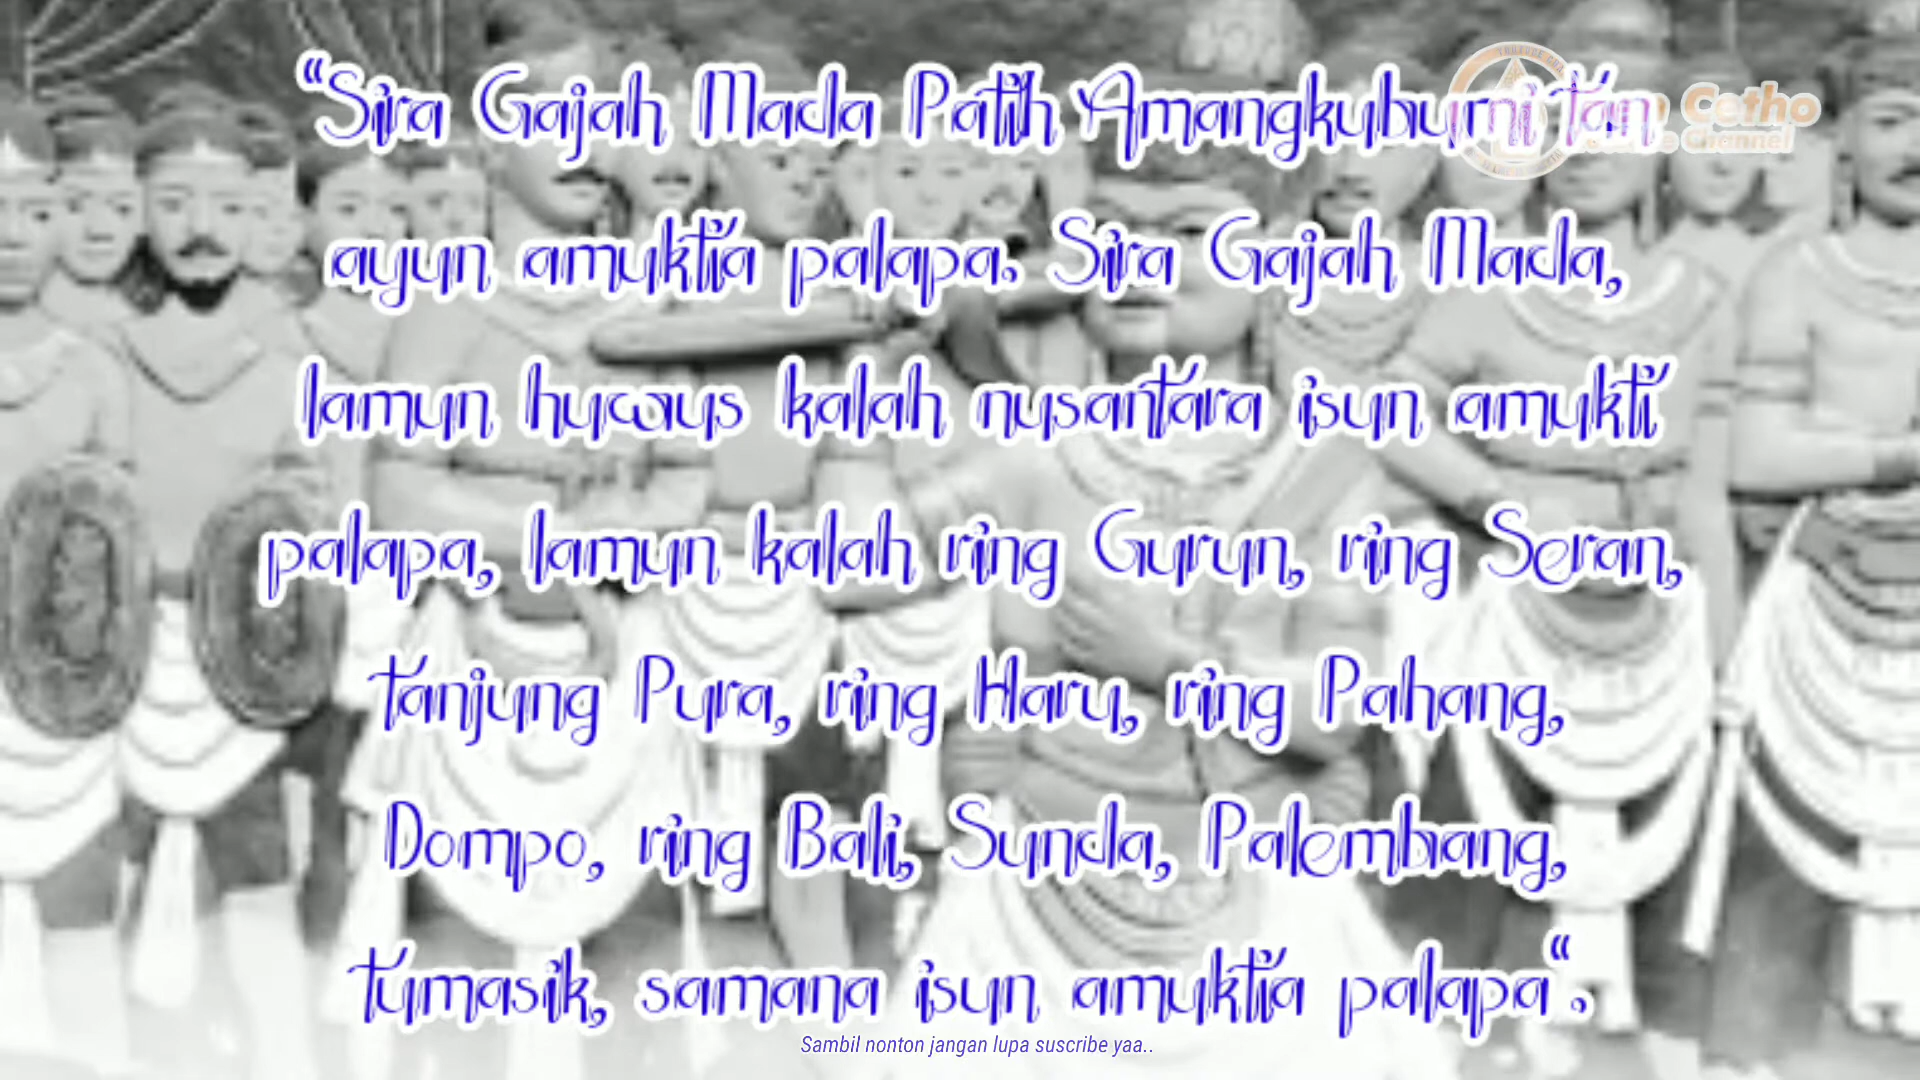 “Sira Gajah Mada Patih Amangkubumi tan
ayun amuktia palapa. Sira Gajah Mada,
lamun huwus kalah nusantara isun amukti
palapa, lamun kalah ring Gurun, ring Seran,
tanjung Pura, ring Haru, ring Pahang,
Dompo, ring Bali, Sunda, Palembang,
tumasik, samana isun amuktia palapa“.
Cetho
Channel
Sambil nonton jangan lupa suscribe yaa..